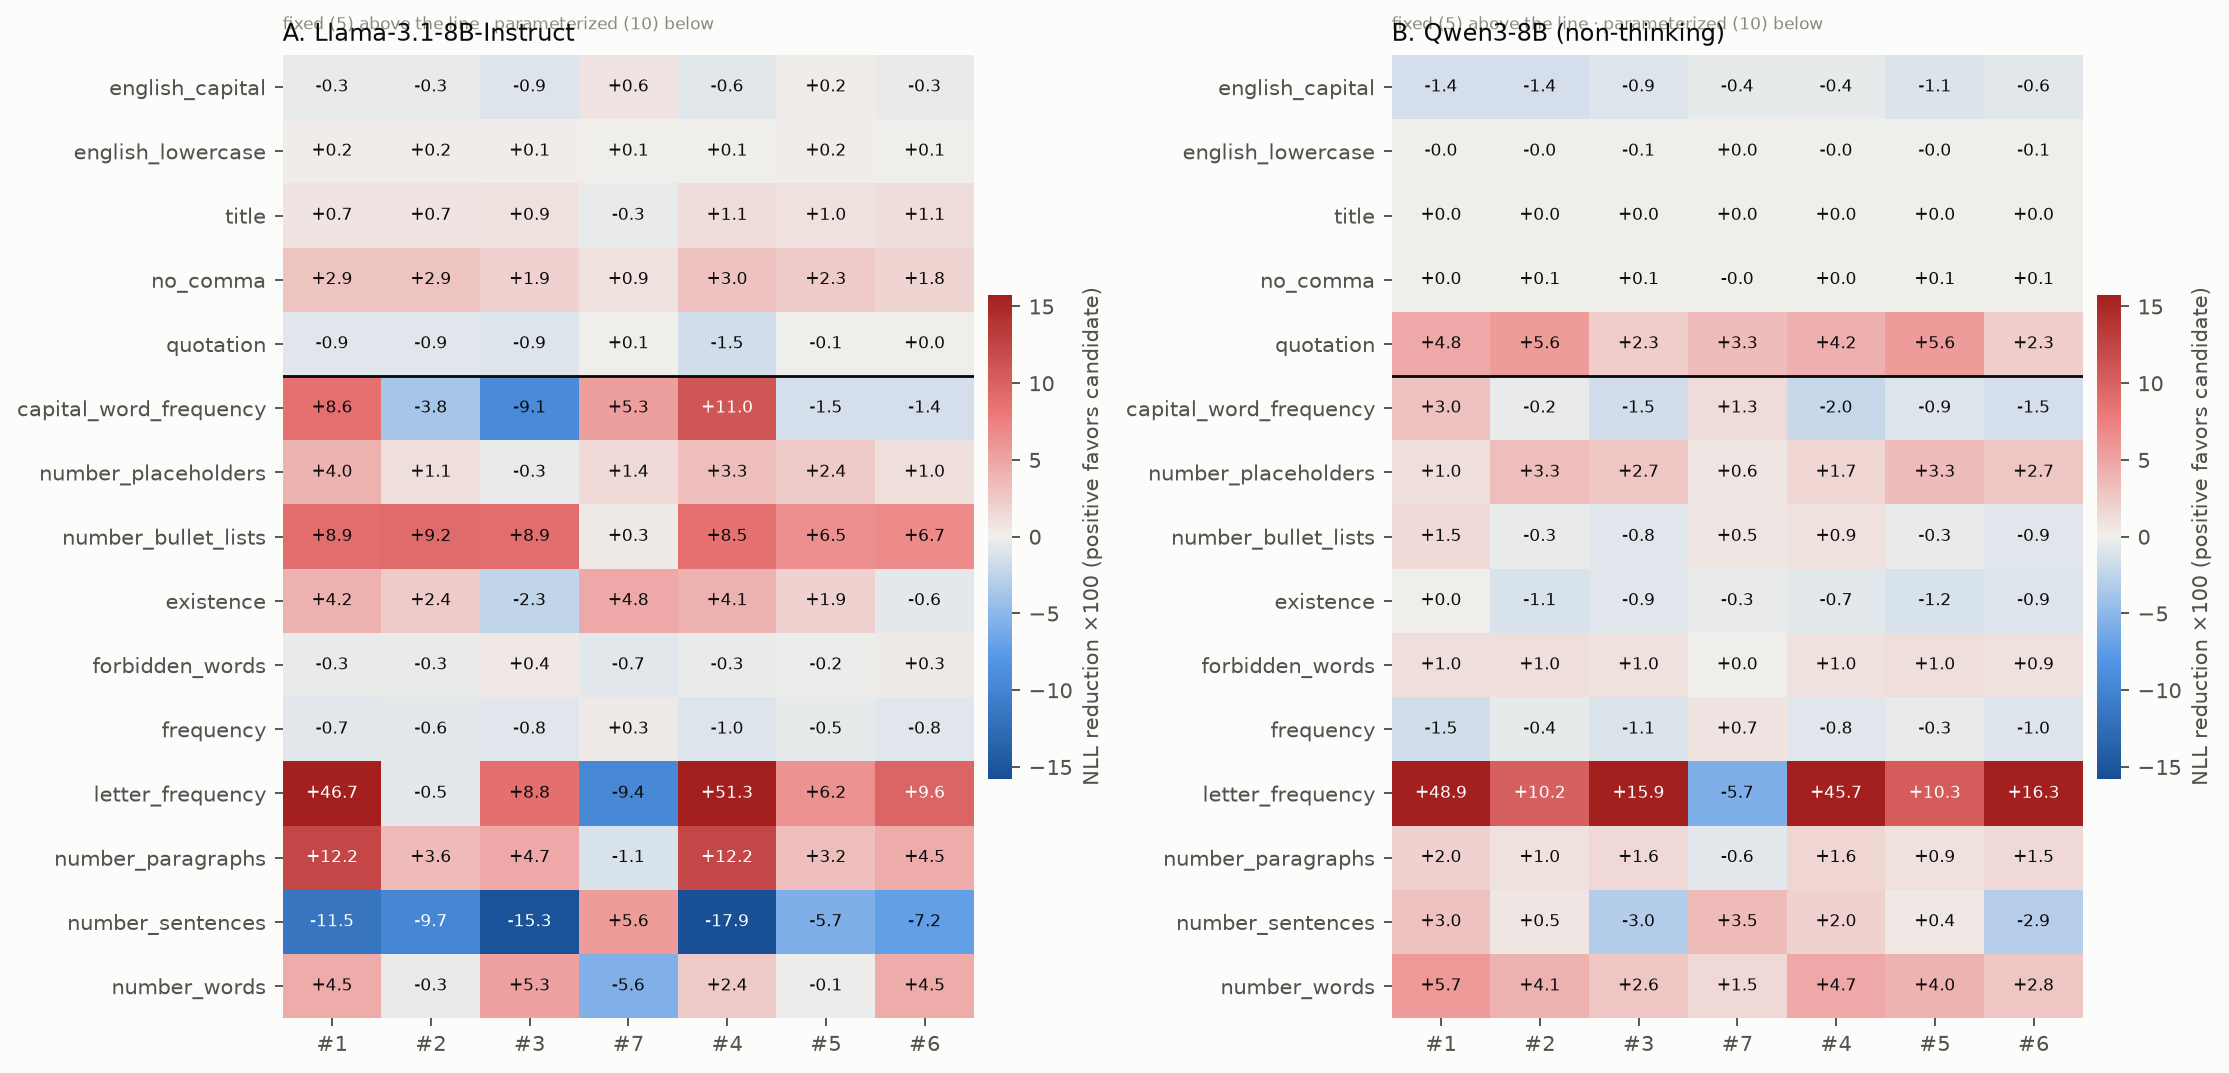 fixed (5) above the line · parameterized (10) below
A. Llama-3.1-8B-Instruct
english_capital -0.3 -0.3 -0.9 +0.6 -0.6 +0.2 -0.3
english_lowercase +0.2 +0.2 +0.1 +0.1 +0.1 +0.2 +0.1
title +0.7 +0.7 +0.9 -0.3 +1.1 +1.0 +1.1
no_comma +2.9 +2.9 +1.9 +0.9 +3.0 +2.3 +1.8
quotation -0.9 -0.9 -0.9 +0.1 -1.5 -0.1 +0.0
capital_word_frequency +8.6 -3.8 -9.1 +5.3 +11.0 -1.5 -1.4
number_placeholders +4.0 +1.1 -0.3 +1.4 +3.3 +2.4 +1.0
number_bullet_lists +8.9 +9.2 +8.9 +0.3 +8.5 +6.5 +6.7
existence +4.2 +2.4 -2.3 +4.8 +4.1 +1.9 -0.6
forbidden_words -0.3 -0.3 +0.4 -0.7 -0.3 -0.2 +0.3
frequency -0.7 -0.6 -0.8 +0.3 -1.0 -0.5 -0.8
letter_frequency +46.7 -0.5 +8.8 -9.4 +51.3 +6.2 +9.6
number_paragraphs +12.2 +3.6 +4.7 -1.1 +12.2 +3.2 +4.5
number_sentences -11.5 -9.7 -15.3 +5.6 -17.9 -5.7 -7.2
number_words +4.5 -0.3 +5.3 -5.6 +2.4 -0.1 +4.5
#1 #2 #3 #7 #4 #5 #6
15
10
5
0
−5
−10
−15
NLL reduction ×100 (positive favors candidate)
fixed (5) above the line · parameterized (10) below
B. Qwen3-8B (non-thinking)
english_capital -1.4 -1.4 -0.9 -0.4 -0.4 -1.1 -0.6
english_lowercase -0.0 -0.0 -0.1 +0.0 -0.0 -0.0 -0.1
title +0.0 +0.0 +0.0 +0.0 +0.0 +0.0 +0.0
no_comma +0.0 +0.1 +0.1 -0.0 +0.0 +0.1 +0.1
quotation +4.8 +5.6 +2.3 +3.3 +4.2 +5.6 +2.3
capital_word_frequency +3.0 -0.2 -1.5 +1.3 -2.0 -0.9 -1.5
number_placeholders +1.0 +3.3 +2.7 +0.6 +1.7 +3.3 +2.7
number_bullet_lists +1.5 -0.3 -0.8 +0.5 +0.9 -0.3 -0.9
existence +0.0 -1.1 -0.9 -0.3 -0.7 -1.2 -0.9
forbidden_words +1.0 +1.0 +1.0 +0.0 +1.0 +1.0 +0.9
frequency -1.5 -0.4 -1.1 +0.7 -0.8 -0.3 -1.0
letter_frequency +48.9 +10.2 +15.9 -5.7 +45.7 +10.3 +16.3
number_paragraphs +2.0 +1.0 +1.6 -0.6 +1.6 +0.9 +1.5
number_sentences +3.0 +0.5 -3.0 +3.5 +2.0 +0.4 -2.9
number_words +5.7 +4.1 +2.6 +1.5 +4.7 +4.0 +2.8
#1 #2 #3 #7 #4 #5 #6
15
10
5
0
−5
−10
−15
NLL reduction ×100 (positive favors candidate)